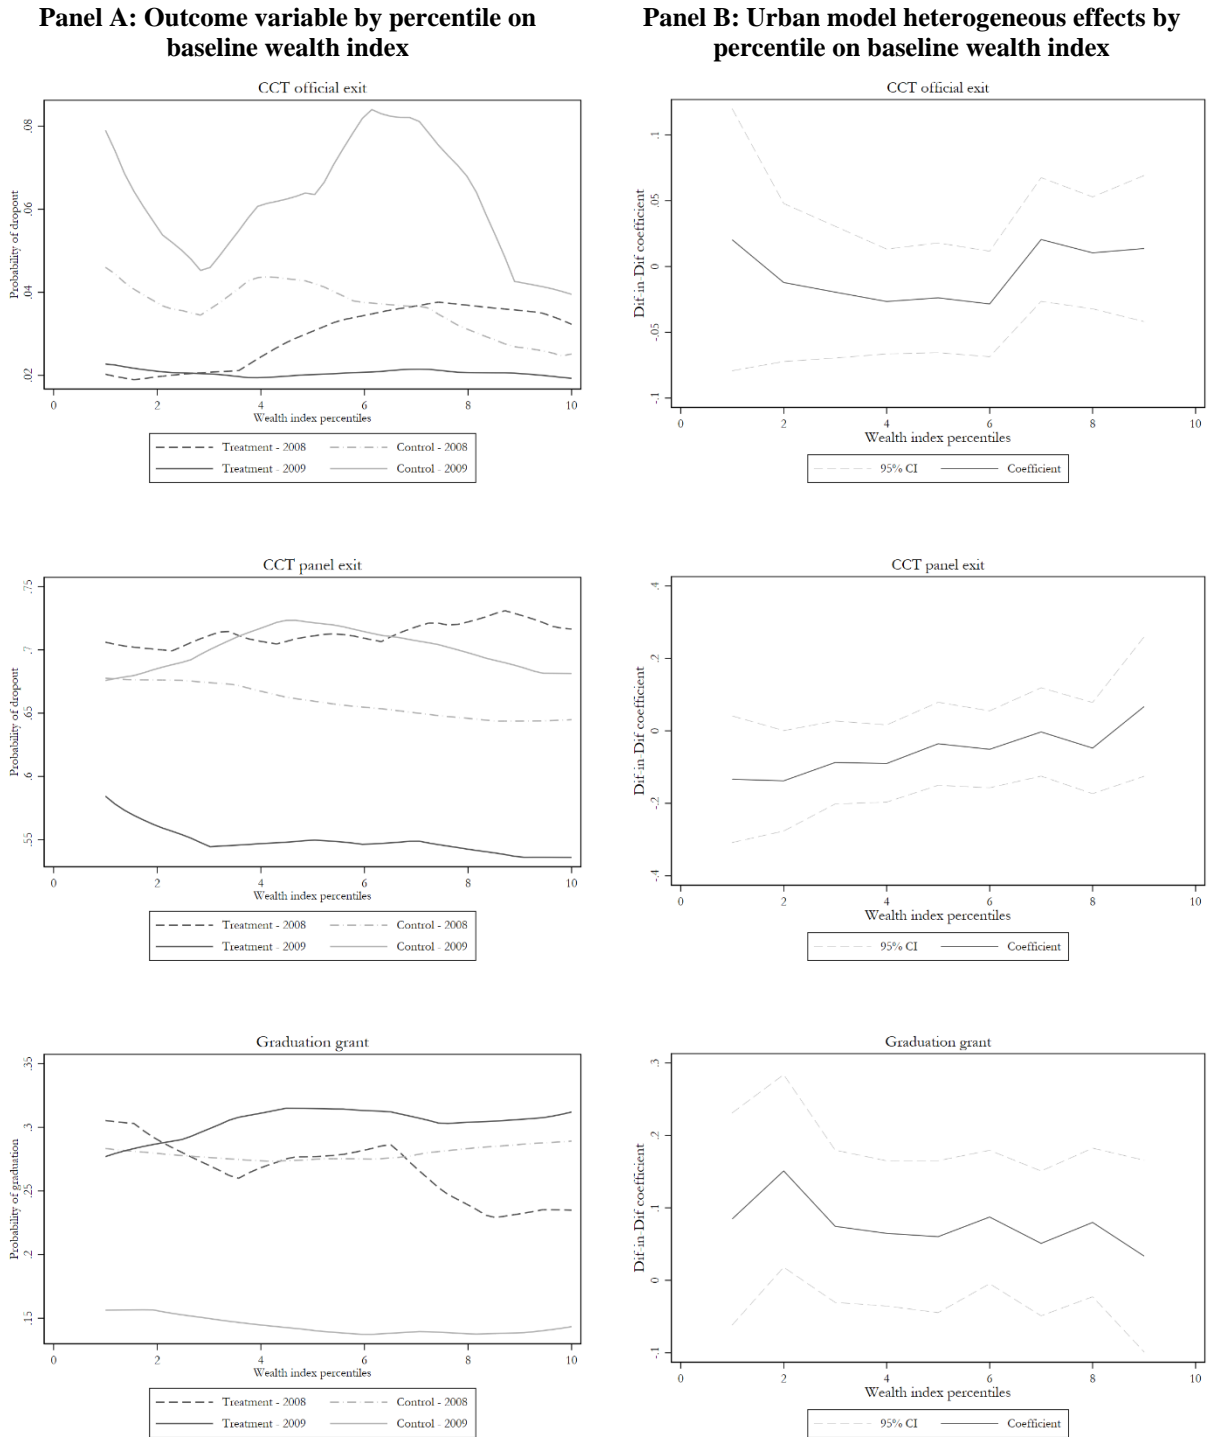 Panel A: Outcome variable by percentile on
baseline wealth index
Panel B: Urban model heterogeneous effects by
percentile on baseline wealth index
CCT official exit
Probability of dropout
.08
.06
.04
.02
0 2 4 6 8 10
Wealth index percentiles
Treatment - 2008 Control - 2008
Treatment - 2009 Control - 2009
CCT official exit
Dif-in-Dif coefficient
.1
.05
0
-.05
-.1
0 2 4 6 8 10
Wealth index percentiles
95% CI Coefficient
CCT panel exit
Probability of dropout
.75
.7
.65
.6
.55
0 2 4 6 8 10
Wealth index percentiles
Treatment - 2008 Control - 2008
Treatment - 2009 Control - 2009
CCT panel exit
Dif-in-Dif coefficient
.4
.2
0
-.2
-.4
0 2 4 6 8 10
Wealth index percentiles
95% CI Coefficient
Graduation grant
Probability of graduation
.35
.3
.25
.2
.15
0 2 4 6 8 10
Wealth index percentiles
Treatment - 2008 Control - 2008
Treatment - 2009 Control - 2009
Graduation grant
Dif-in-Dif coefficient
.3
.2
.1
0
-.1
0 2 4 6 8 10
Wealth index percentiles
95% CI Coefficient